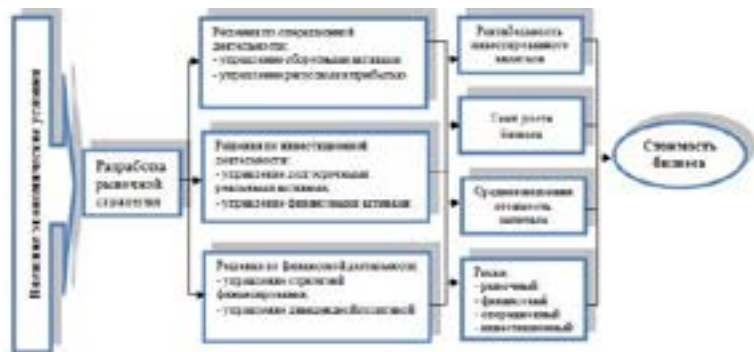 Внешние экономические условия
Разработка
рыночной
стратегии
Решения по операционной
деятельности:
- управление оборотными активами
- управление расходами и прибылью
Решения по инвестиционной
деятельности:
- управление долгосрочными
реальными активами;
- управление финансовыми активами
Решения по финансовой деятельности:
- управление стратегией
финансирования;
- управление дивидендной политикой
Рентабельность
инвестированного
капитала
Темп роста
бизнеса
Средневзвешенная
стоимость
капитала
Риски:
- рыночный
- финансовый
- операционный
- инвестиционный
Стоимость
бизнеса